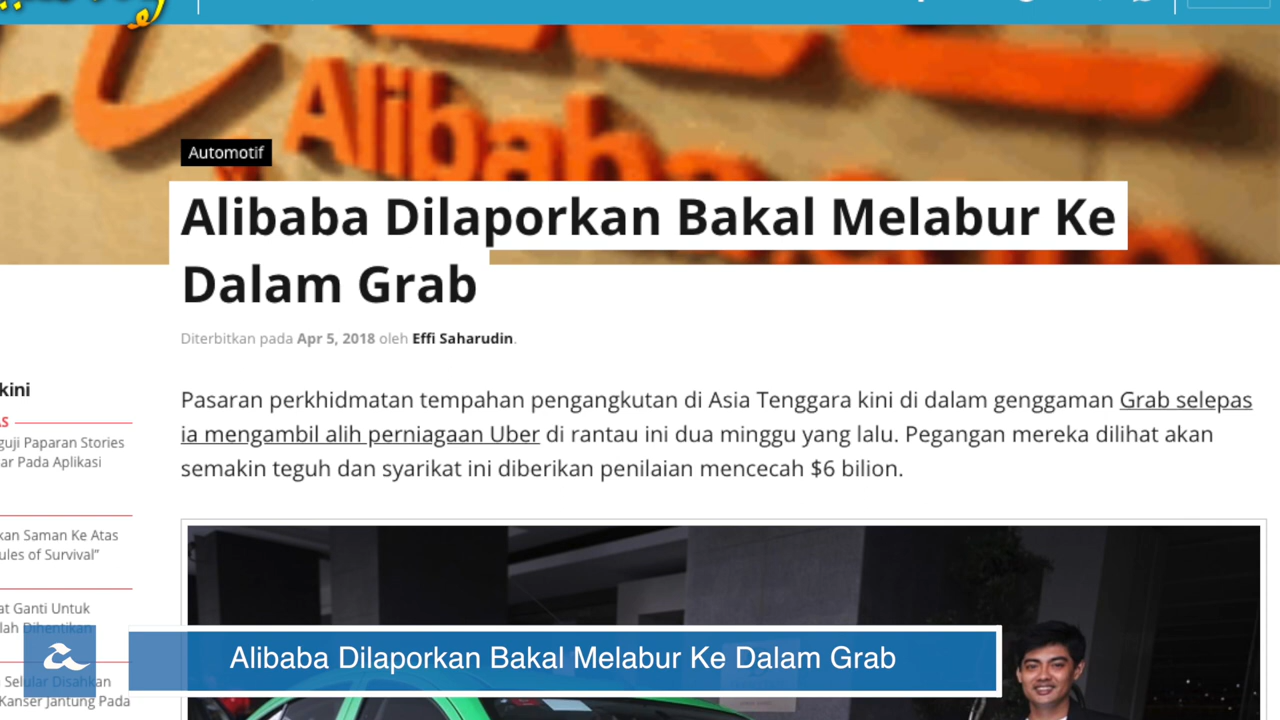 Alibaba
Automotif
Alibaba Dilaporkan Bakal Melabur Ke
Dalam Grab
Diterbitkan pada Apr 5, 2018 oleh Effi Saharudin.
kini
Pasaran perkhidmatan tempahan pengangkutan di Asia Tenggara kini di dalam genggaman Grab selepas
ia mengambil alih perniagaan Uber di rantau ini dua minggu yang lalu. Pegangan mereka dilihat akan
semakin teguh dan syarikat ini diberikan penilaian mencecah $6 bilion.
guji Paparan Stories
ar Pada Aplikasi
kan Saman Ke Atas
ules of Survival”
at Ganti Untuk
lah Dihentikan
Selular Disahkan
Kanser Jantung Pada
Alibaba Dilaporkan Bakal Melabur Ke Dalam Grab